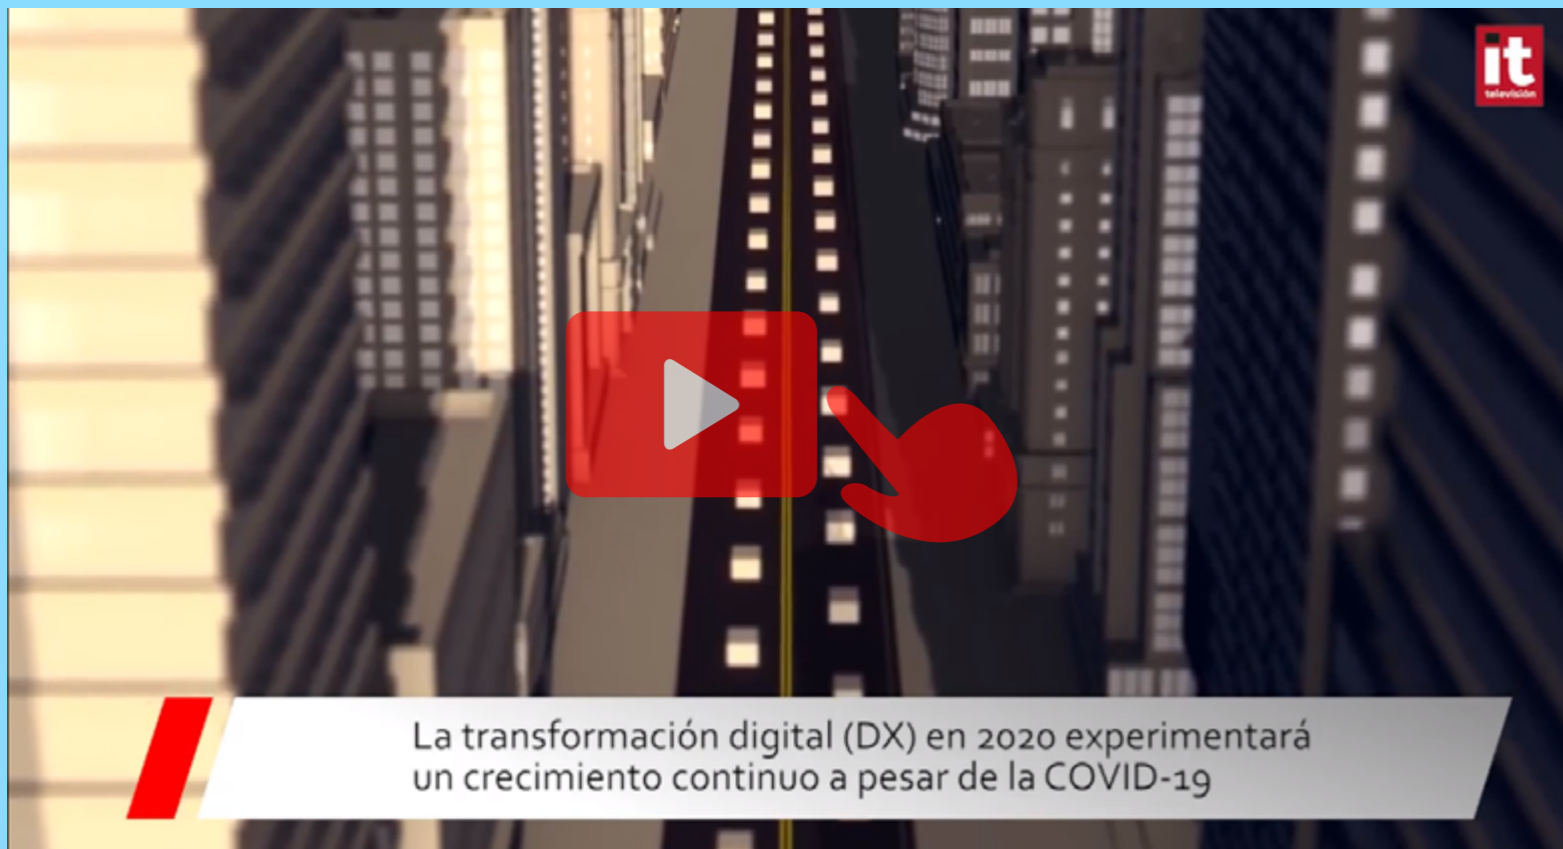 it
televisión
La transformación digital (DX) en 2020 experimentará
un crecimiento continuo a pesar de la COVID-19